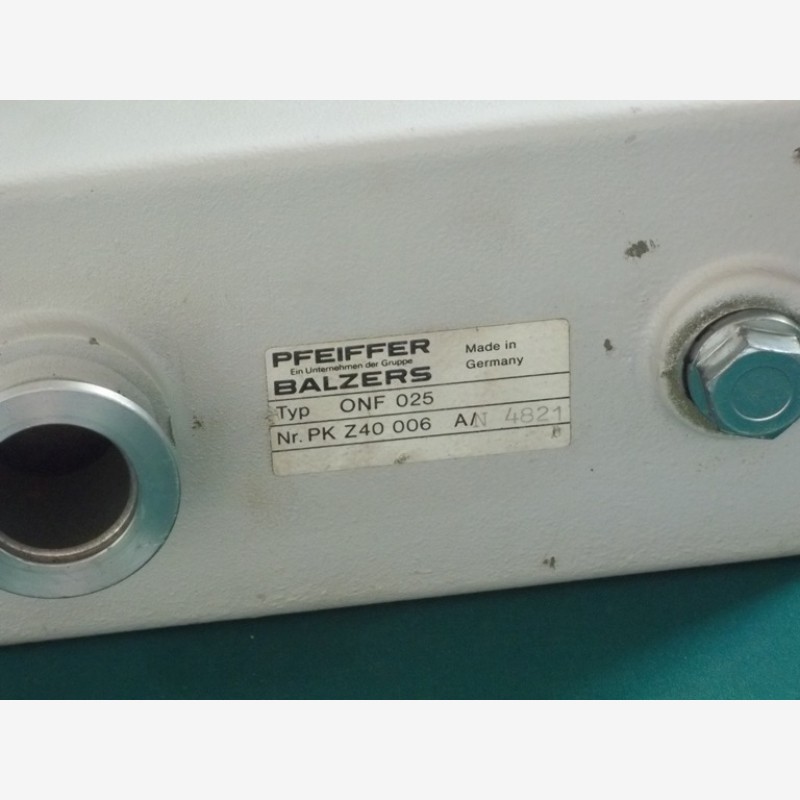 PFEIFFER
Ein Unternehmen der Gruppe
BALZERS
Made in
Germany
Typ ONF 025
Nr. PK Z40 006 A/N 4821